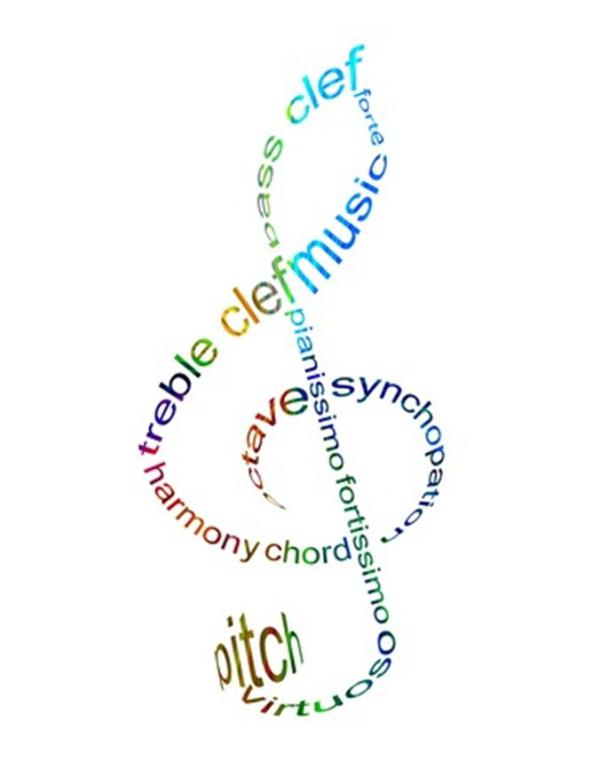 bass clef
forte
music
treble clef
pianissimo
octave
synchopation
harmony
chord
fortissimo
pitch
virtuoso